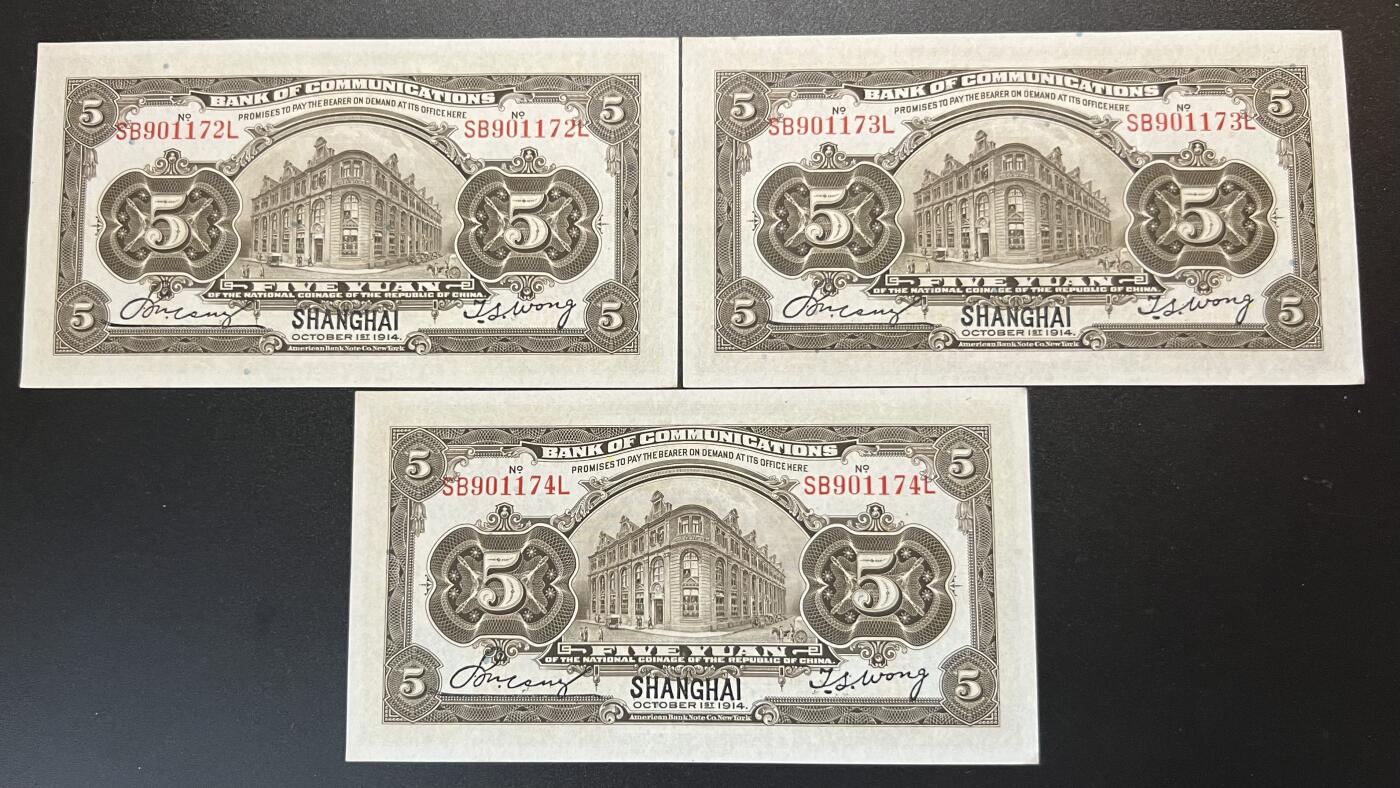 BANK OF COMMUNICATIONS
PROMISES TO PAY THE BEARER ON DEMAND AT ITS OFFICE HERE
5 5
Nº Nº
SB901172L SB901172L
5 5
FIVE YUAN
OF THE NATIONAL COINAGE OF THE REPUBLIC OF CHINA.
5 5
T.S. Wong
SHANGHAI
OCTOBER 1ST 1914.
American Bank Note Co. New York
BANK OF COMMUNICATIONS
PROMISES TO PAY THE BEARER ON DEMAND AT ITS OFFICE HERE
5 5
Nº Nº
SB901173L SB901173L
5 5
FIVE YUAN
OF THE NATIONAL COINAGE OF THE REPUBLIC OF CHINA.
5 5
T.S. Wong
SHANGHAI
OCTOBER 1ST 1914.
American Bank Note Co. New York
BANK OF COMMUNICATIONS
PROMISES TO PAY THE BEARER ON DEMAND AT ITS OFFICE HERE
5 5
Nº Nº
SB901174L SB901174L
5 5
FIVE YUAN
OF THE NATIONAL COINAGE OF THE REPUBLIC OF CHINA.
5 5
T.S. Wong
SHANGHAI
OCTOBER 1ST 1914.
American Bank Note Co. New York